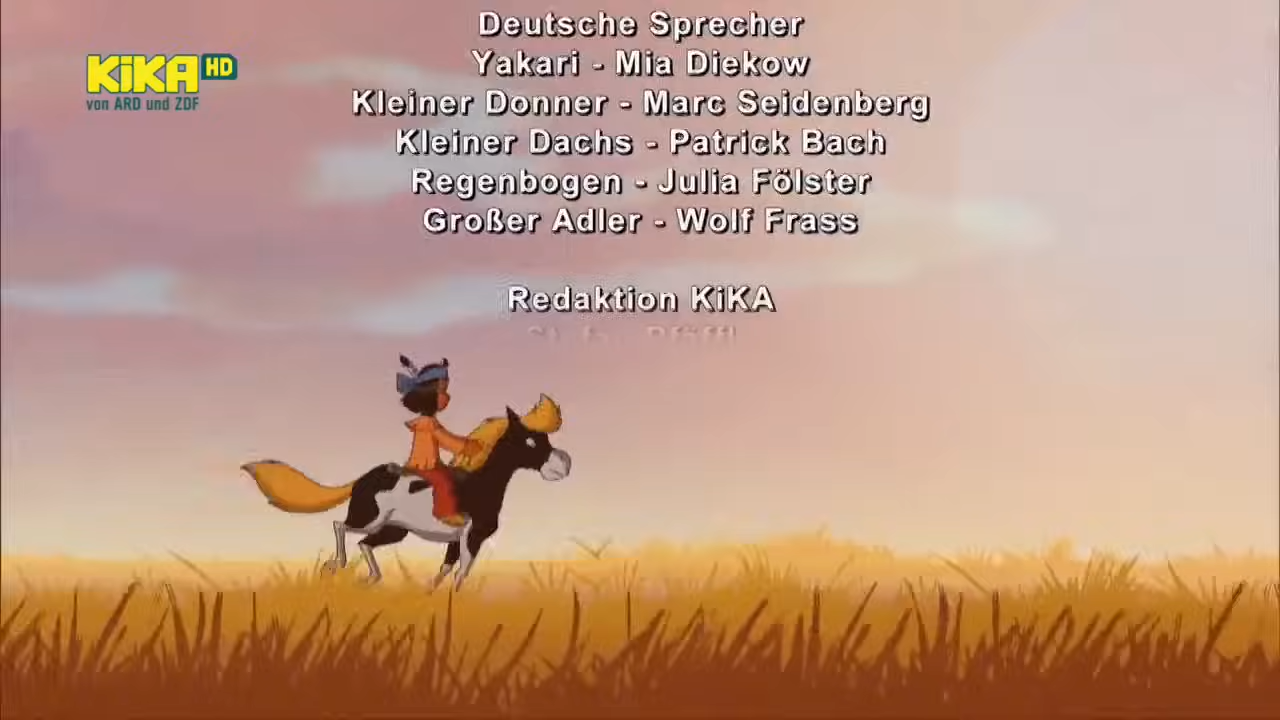 Deutsche Sprecher
KiKA HD
von ARD und ZDF
Yakari - Mia Diekow
Kleiner Donner - Marc Seidenberg
Kleiner Dachs - Patrick Bach
Regenbogen - Julia Fölster
Großer Adler - Wolf Frass
Redaktion KiKA